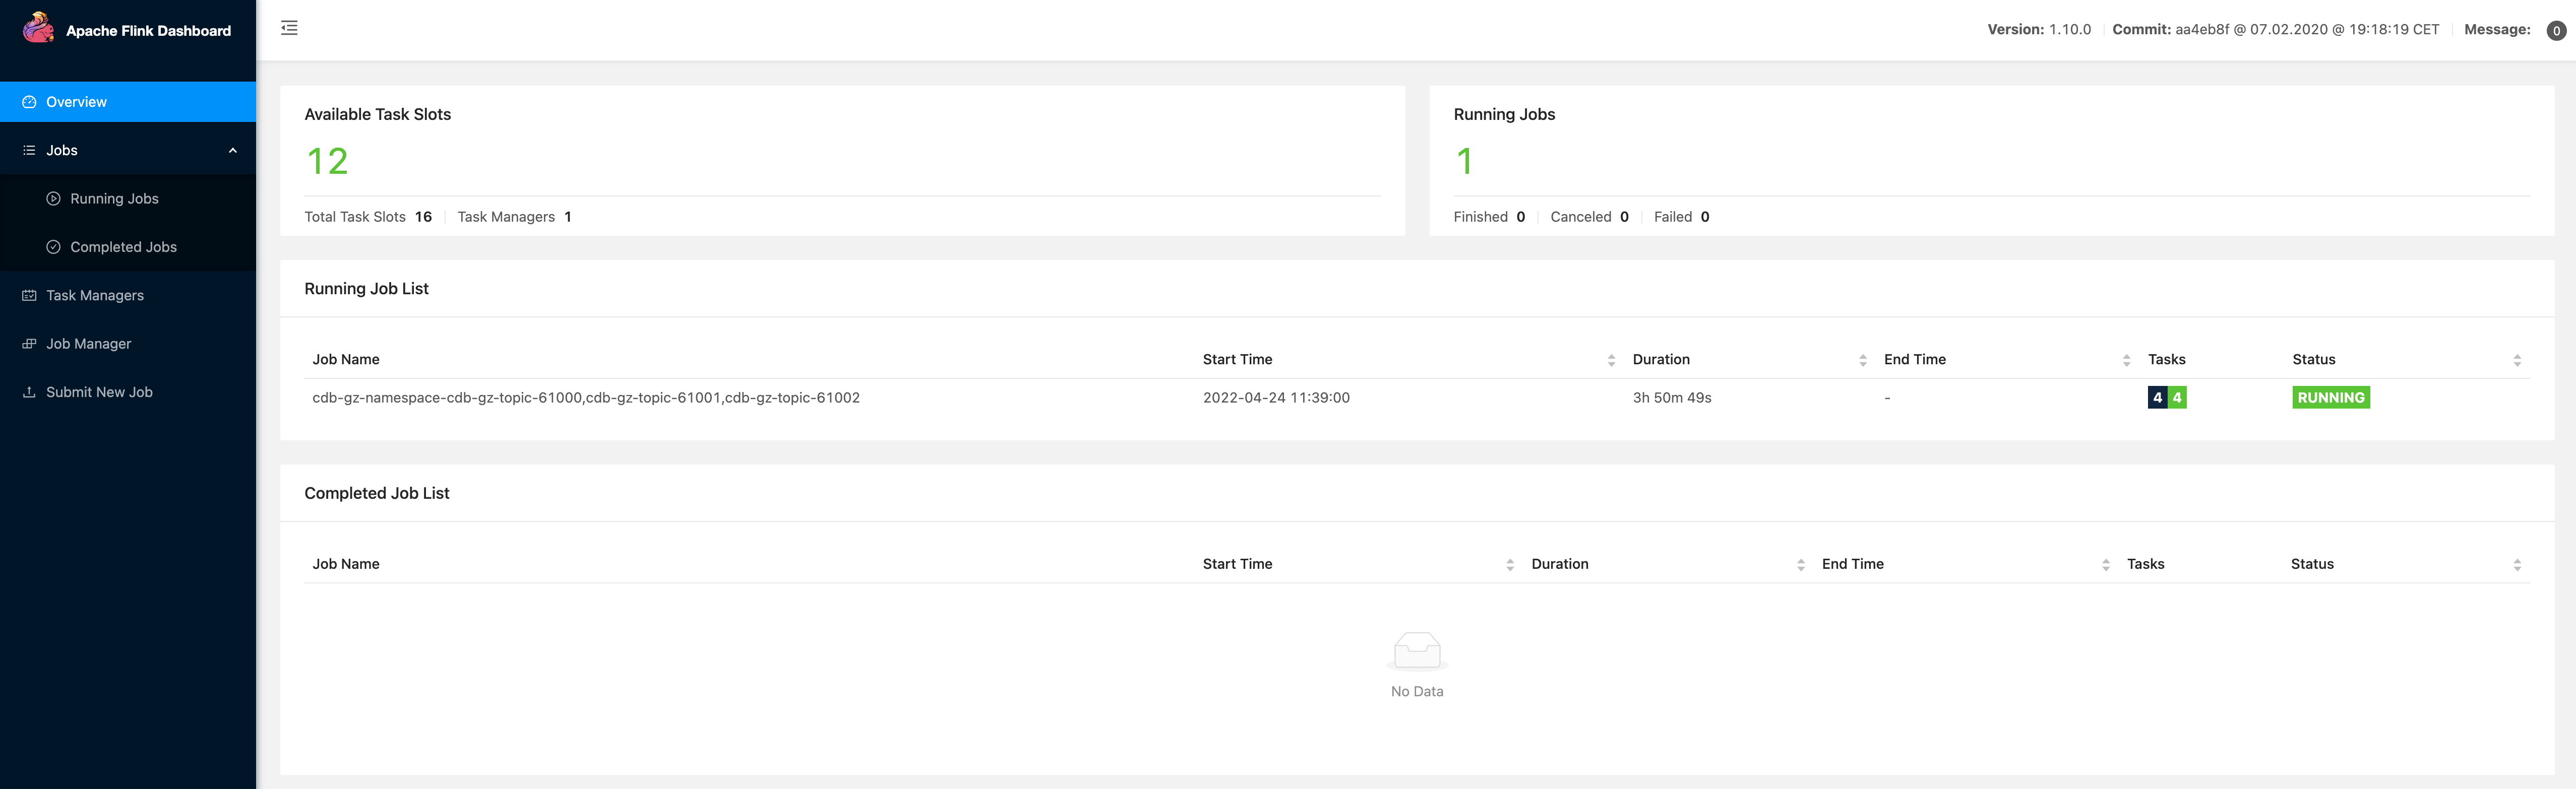 Apache Flink Dashboard
Version: 1.10.0 Commit: aa4eb8f @ 07.02.2020 @ 19:18:19 CET Message: 0
Overview
Jobs
Running Jobs
Completed Jobs
Task Managers
Job Manager
Submit New Job
Available Task Slots
12
Total Task Slots 16 Task Managers 1
Running Jobs
1
Finished 0 Canceled 0 Failed 0
Running Job List
Job Name Start Time Duration End Time Tasks Status
cdb-gz-namespace-cdb-gz-topic-61000,cdb-gz-topic-61001,cdb-gz-topic-61002 2022-04-24 11:39:00 3h 50m 49s - 4 4 RUNNING
Completed Job List
Job Name Start Time Duration End Time Tasks Status
No Data